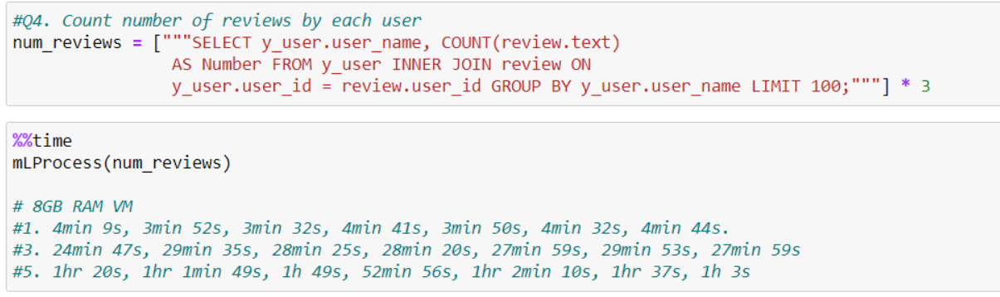 #Q4. Count number of reviews by each user
num_reviews = ["""SELECT y_user.user_name, COUNT(review.text)
AS Number FROM y_user INNER JOIN review ON
y_user.user_id = review.user_id GROUP BY y_user.user_name LIMIT 100;"""] * 3
%%time
mLProcess(num_reviews)
# 8GB RAM VM
#1. 4min 9s, 3min 52s, 3min 32s, 4min 41s, 3min 50s, 4min 32s, 4min 44s.
#3. 24min 47s, 29min 35s, 28min 25s, 28min 20s, 27min 59s, 29min 53s, 27min 59s
#5. 1hr 20s, 1hr 1min 49s, 1h 49s, 52min 56s, 1hr 2min 10s, 1hr 37s, 1h 3s